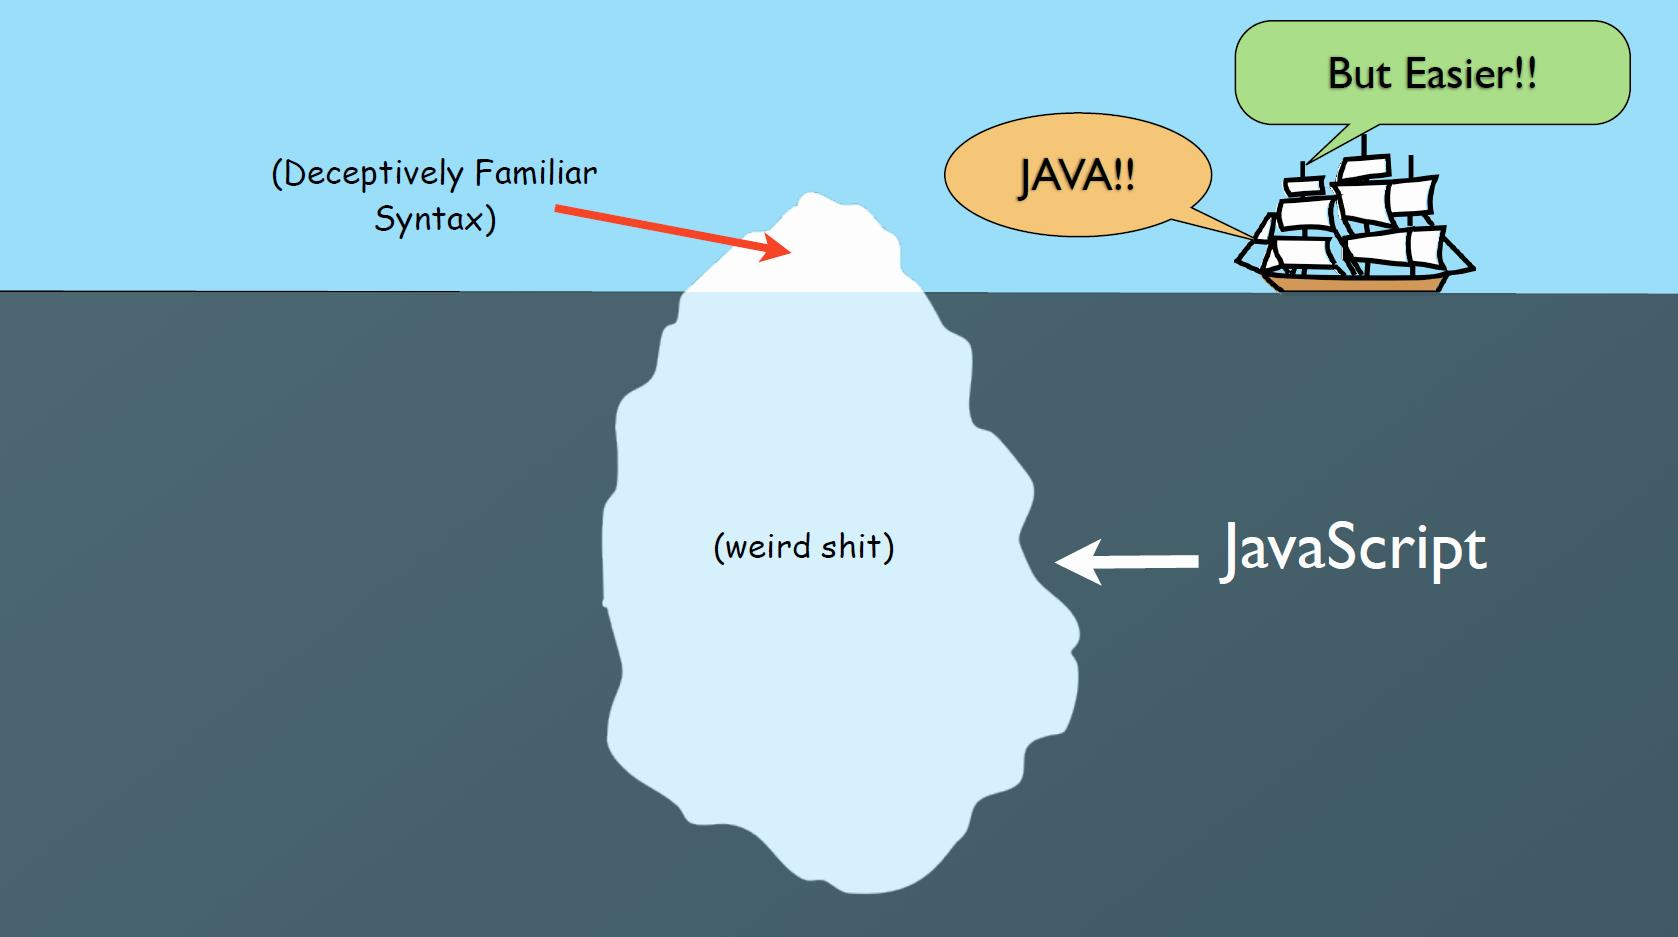 But Easier!!
JAVA!!
(Deceptively Familiar
Syntax)
(weird shit)
JavaScript